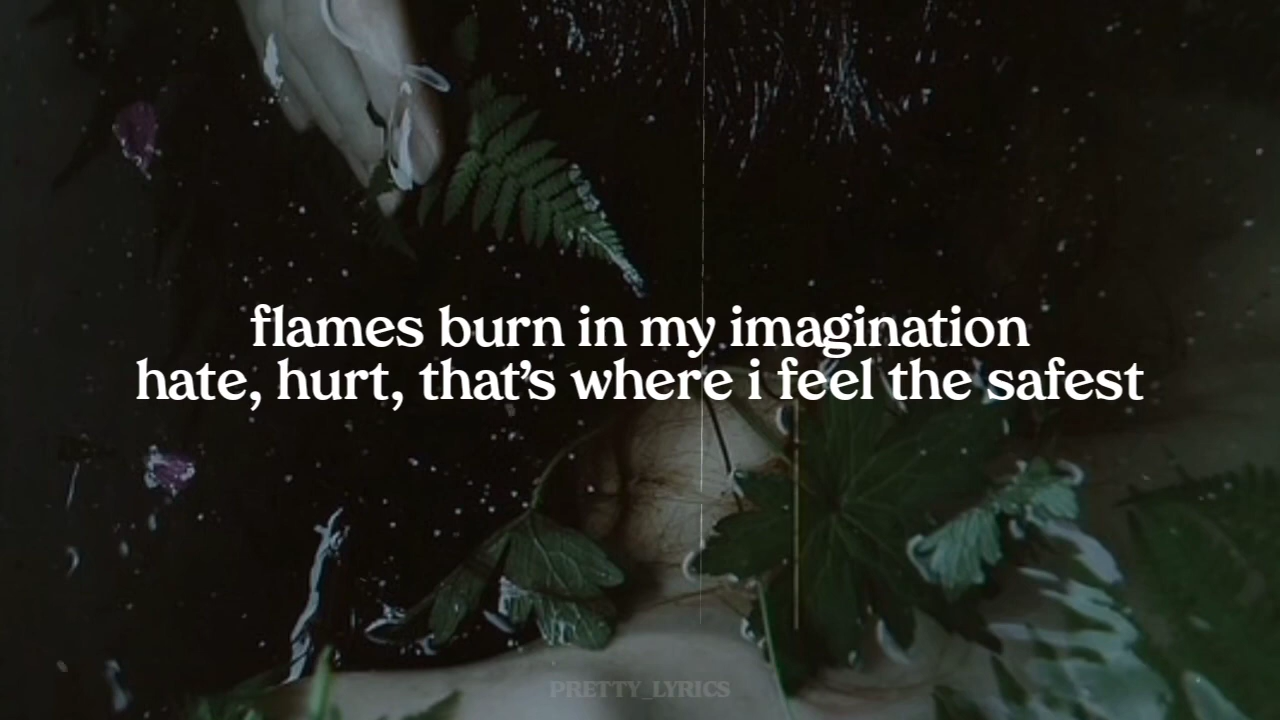 flames burn in my imagination
hate, hurt, that's where i feel the safest
PRETTY_LYRICS